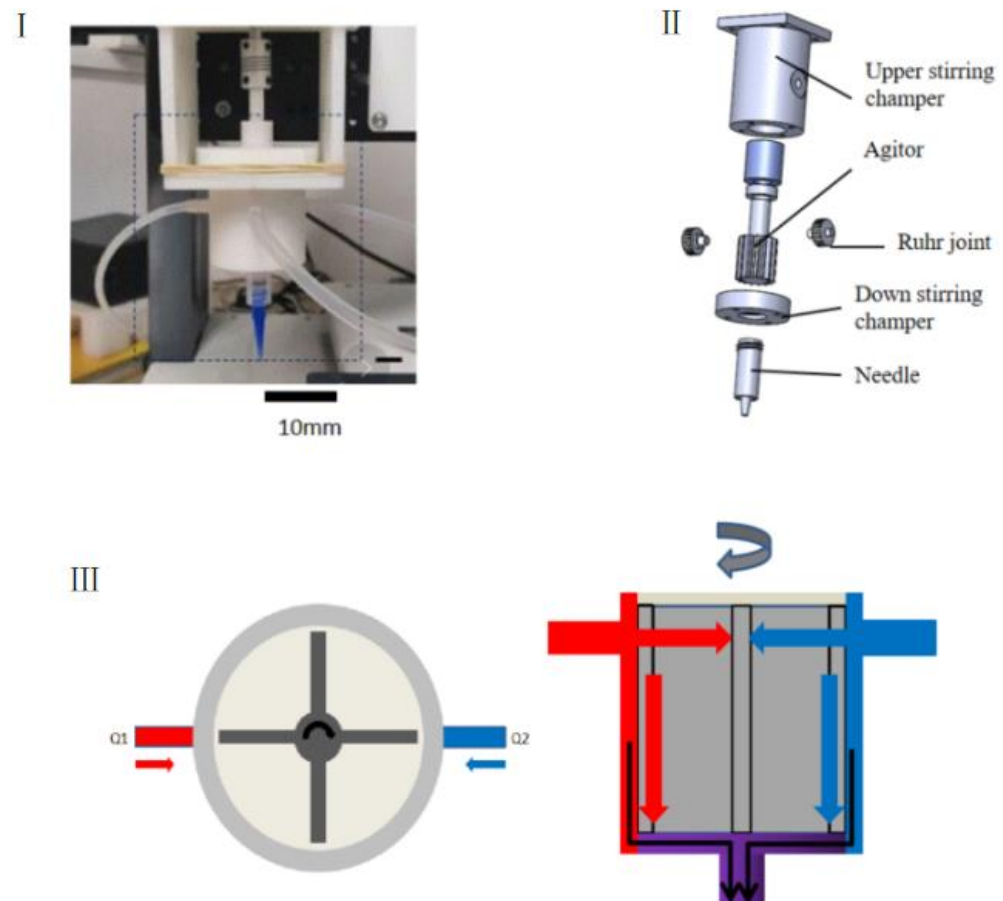 I
II
Upper stirring
champer
Agitor
Ruhr joint
Down stirring
champer
Needle
10mm
III
Q1
Q2